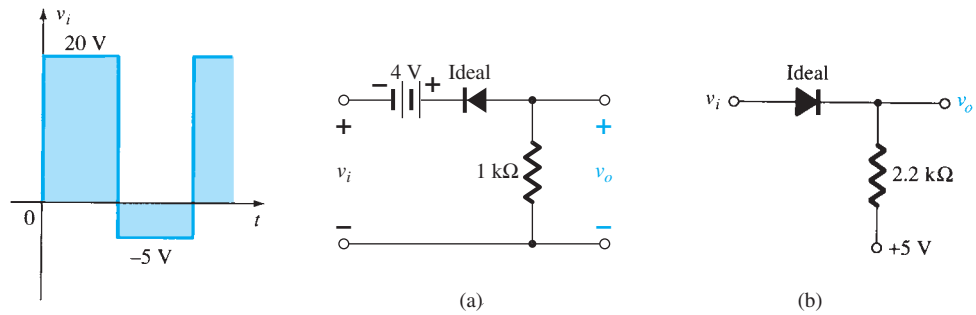 v_i
20 V
0
t
–5 V
– 4 V + Ideal
+ +
v_i
1 kΩ
v_o
– –
(a)
Ideal
v_i
v_o
2.2 kΩ
+5 V
(b)